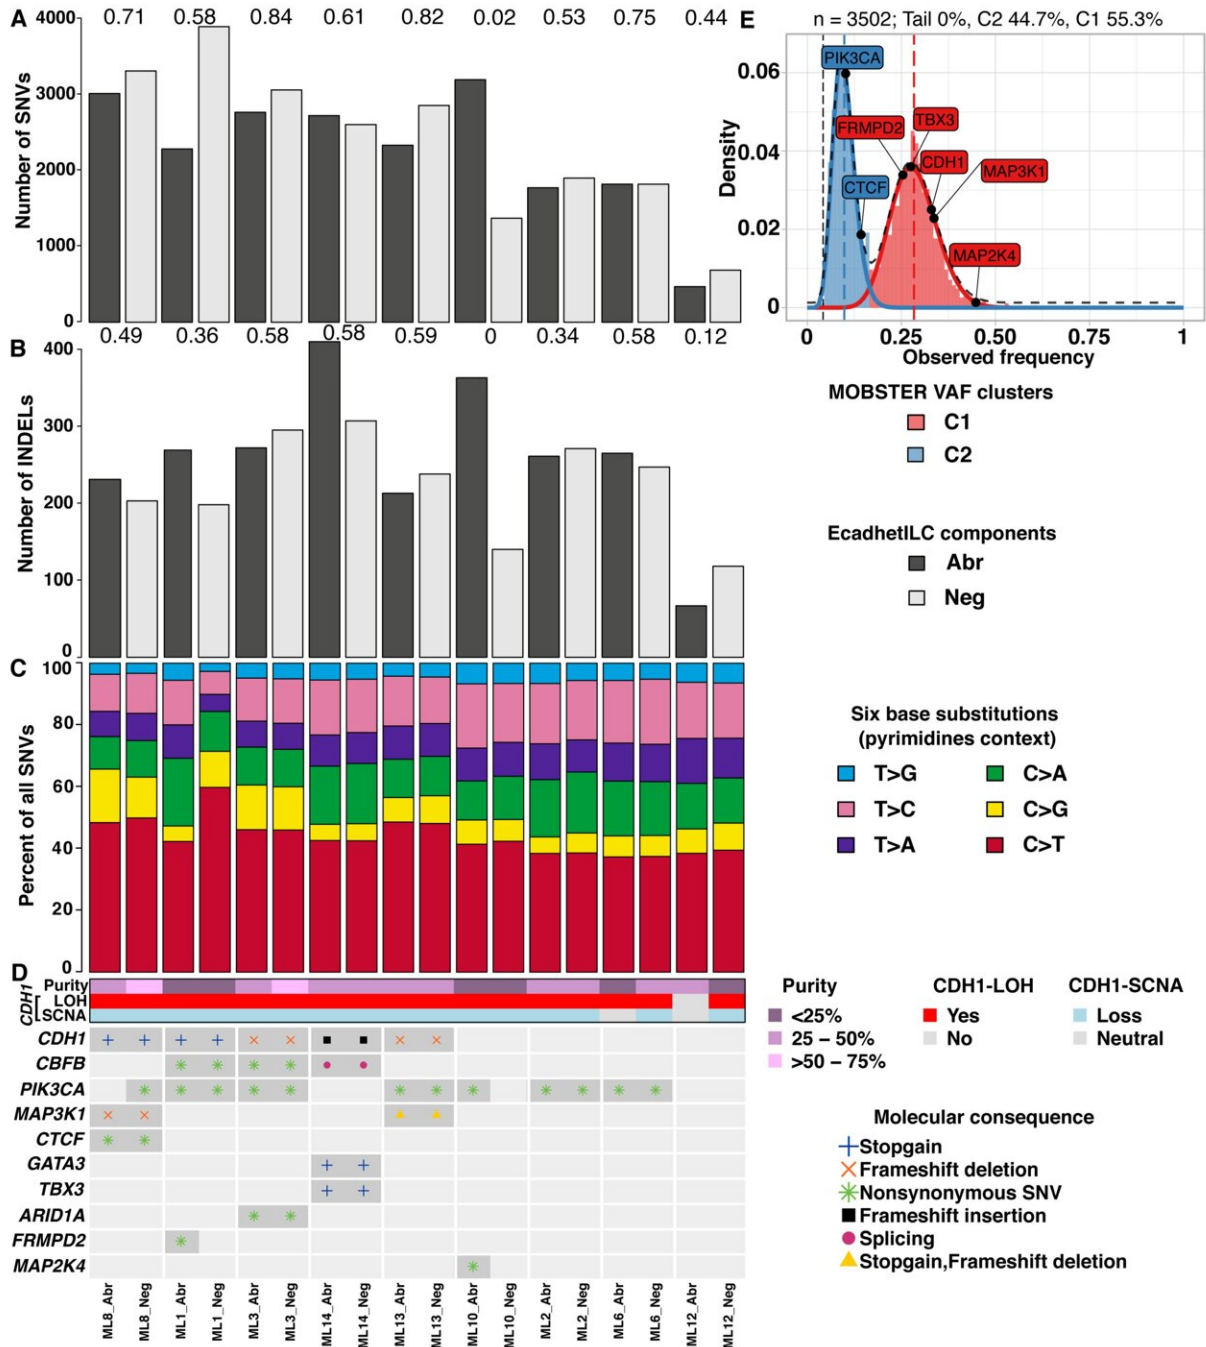 A
0.71 0.58 0.84 0.61 0.82 0.02 0.53 0.75 0.44
Number of SNVs
4000
3000
2000
1000
0
B
0.49 0.36 0.58 0.58 0.59 0 0.34 0.58 0.12
Number of INDELs
400
300
200
100
0
C
Percent of all SNVs
100
80
60
40
20
0
D
CDH1
Purity
LOH
SCNA
CDH1
CBFB
PIK3CA
MAP3K1
CTCF
GATA3
TBX3
ARID1A
FRMPD2
MAP2K4
ML8_Abr
ML8_Neg
ML1_Abr
ML1_Neg
ML3_Abr
ML3_Neg
ML14_Abr
ML14_Neg
ML13_Abr
ML13_Neg
ML10_Abr
ML10_Neg
ML2_Abr
ML2_Neg
ML6_Abr
ML6_Neg
ML12_Abr
ML12_Neg
E
n = 3502; Tail 0%, C2 44.7%, C1 55.3%
Density
0.06
0.04
0.02
0
PIK3CA
FRMPD2
TBX3
CTCF
CDH1
MAP3K1
MAP2K4
0 0.25 0.50 0.75 1
Observed frequency
MOBSTER VAF clusters
C1
C2
EcadhetILC components
Abr
Neg
Six base substitutions
(pyrimidines context)
T>G C>A
T>C C>G
T>A C>T
Purity
<25%
25 – 50%
>50 – 75%
CDH1-LOH
Yes
No
CDH1-SCNA
Loss
Neutral
Molecular consequence
Stopgain
Frameshift deletion
Nonsynonymous SNV
Frameshift insertion
Splicing
Stopgain,Frameshift deletion